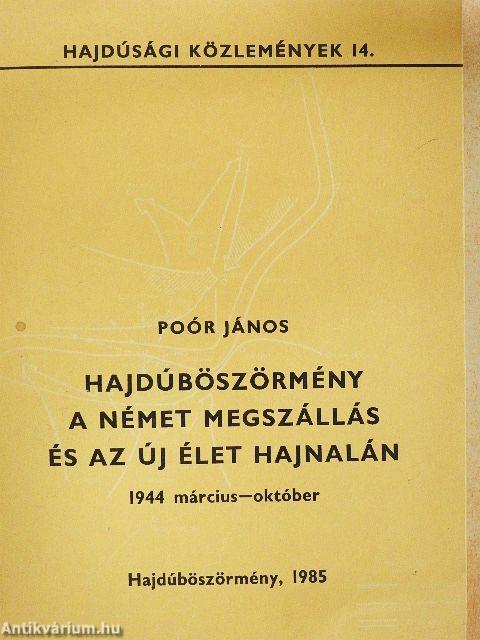 HAJDÚSÁGI KÖZLEMÉNYEK 14.
POÓR JÁNOS
HAJDÚBÖSZÖRMÉNY
A NÉMET MEGSZÁLLÁS
ÉS AZ ÚJ ÉLET HAJNALÁN
1944 március—október
Hajdúböszörmény, 1985
Antikvárium.hu